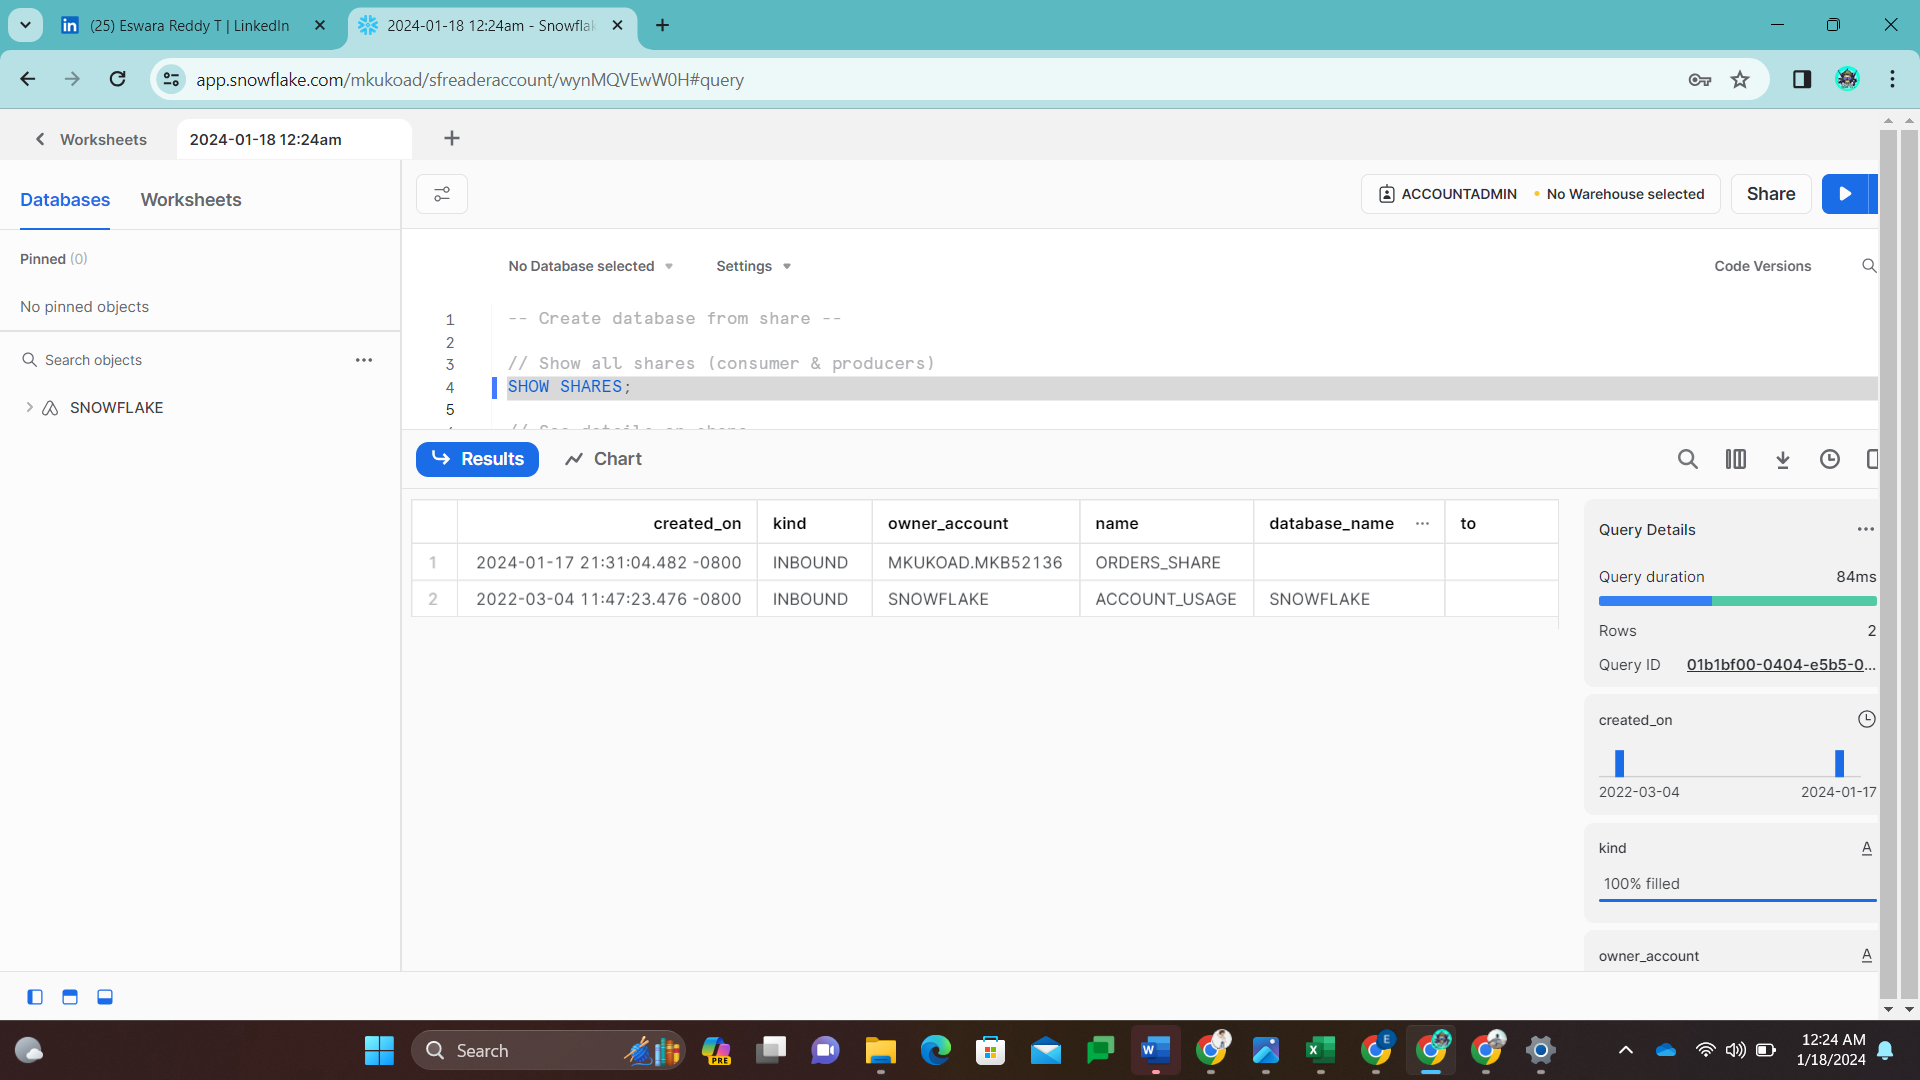 (25) Eswara Reddy T | LinkedIn
2024-01-18 12:24am - Snowflak
app.snowflake.com/mkukoad/sfreaderaccount/wynMQVEwW0H#query
Worksheets
2024-01-18 12:24am
Databases
Worksheets
ACCOUNTADMIN
No Warehouse selected
Share
Pinned (0)
No pinned objects
Search objects
SNOWFLAKE
No Database selected
Settings
Code Versions
1 -- Create database from share --
2
3 // Show all shares (consumer & producers)
4 SHOW SHARES;
5
Results
Chart
created_on kind owner_account name database_name ... to
1 2024-01-17 21:31:04.482 -0800 INBOUND MKUKOAD.MKB52136 ORDERS_SHARE
2 2022-03-04 11:47:23.476 -0800 INBOUND SNOWFLAKE ACCOUNT_USAGE SNOWFLAKE
Query Details
Query duration 84ms
Rows 2
Query ID 01b1bf00-0404-e5b5-0...
created_on
2022-03-04 2024-01-17
kind A
100% filled
owner_account A
Search
PRE
E
12:24 AM
1/18/2024